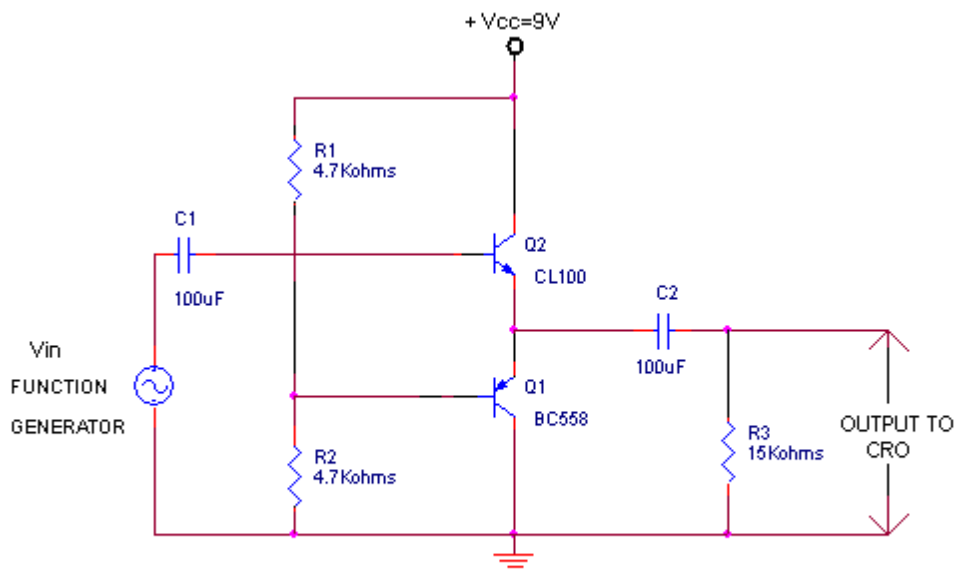 + Vcc=9V
R1
4.7Kohms
C1
100uF
Q2
CL100
C2
100uF
Vin
FUNCTION
GENERATOR
Q1
BC558
R2
4.7Kohms
R3
15Kohms
OUTPUT TO
CRO